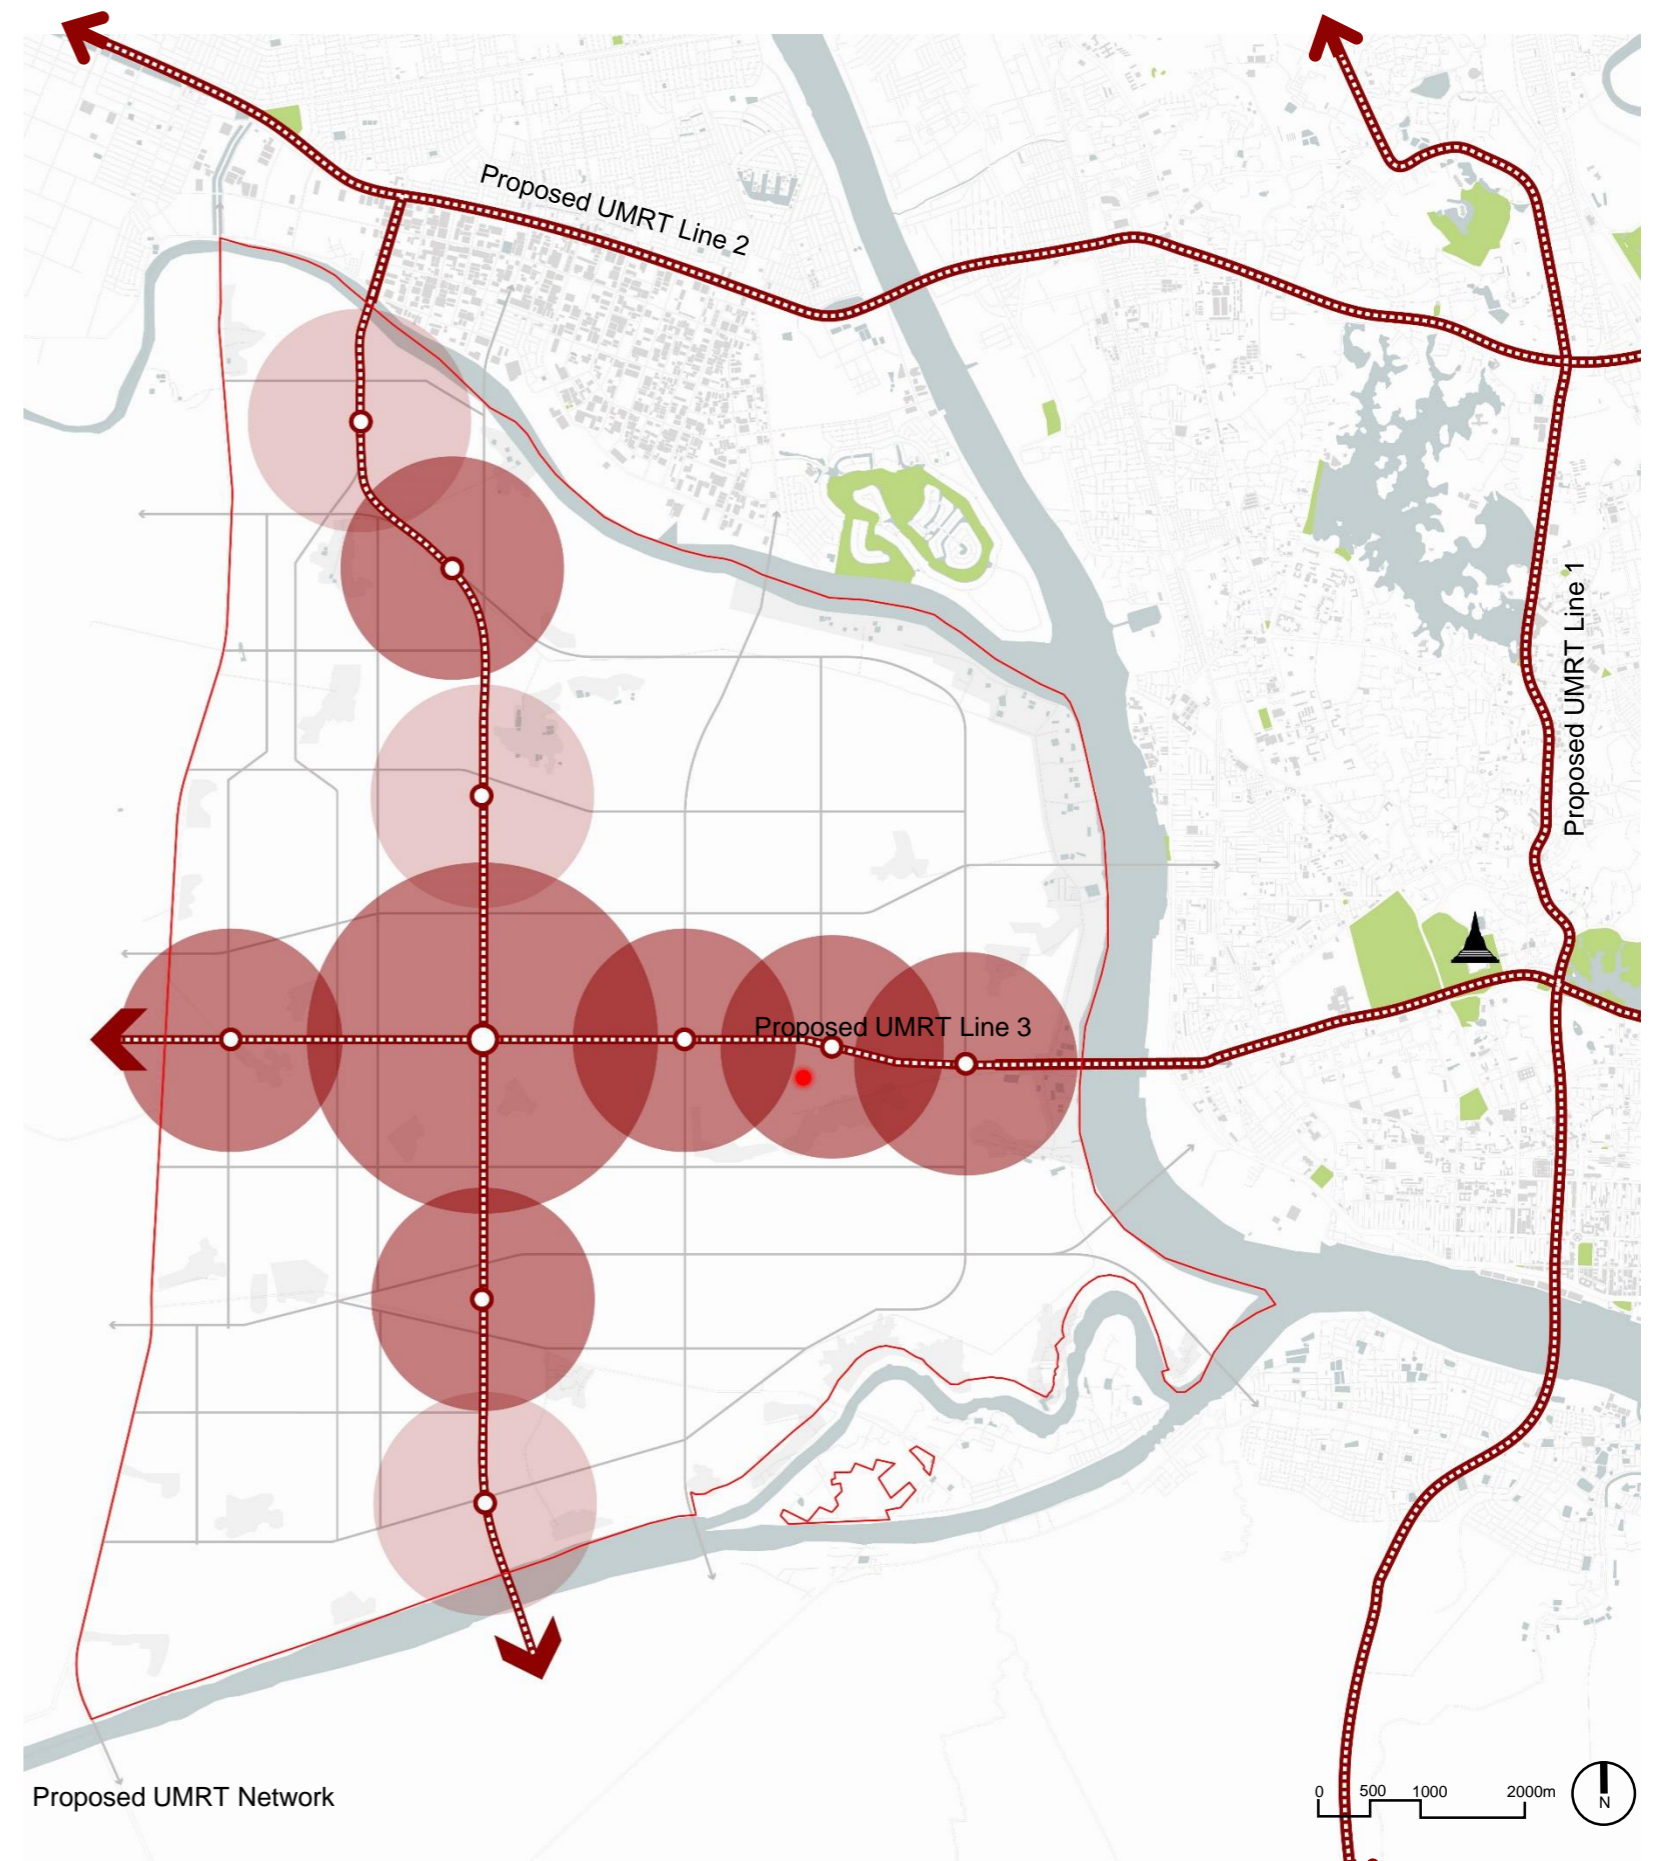 Proposed UMRT Line 2
Proposed UMRT Line 1
Proposed UMRT Line 3
Proposed UMRT Network
0 500 1000 2000m
N